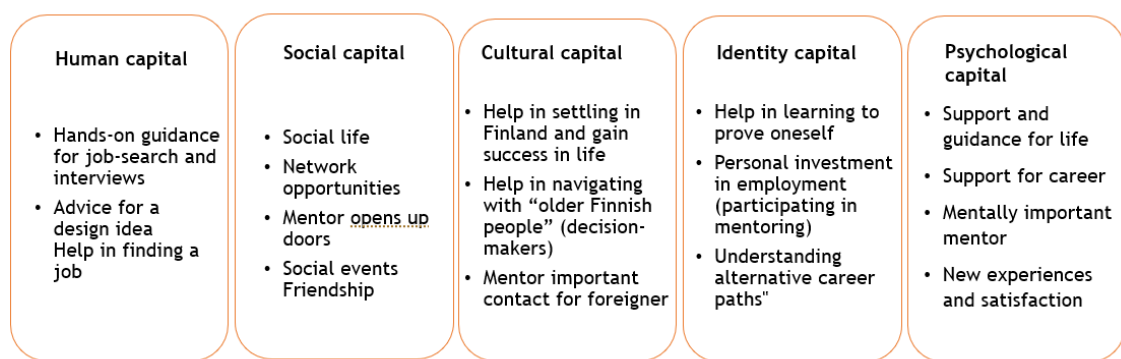 Human capital
• Hands-on guidance
for job-search and
interviews
• Advice for a
design idea
Help in finding a
job
Social capital
• Social life
• Network
opportunities
• Mentor opens up
doors
• Social events
Friendship
Cultural capital
• Help in settling in
Finland and gain
success in life
• Help in navigating
with “older Finnish
people” (decision-
makers)
• Mentor important
contact for foreigner
Identity capital
• Help in learning to
prove oneself
• Personal investment
in employment
(participating in
mentoring)
• Understanding
alternative career
paths"
Psychological
capital
• Support and
guidance for life
• Support for career
• Mentally important
mentor
• New experiences
and satisfaction